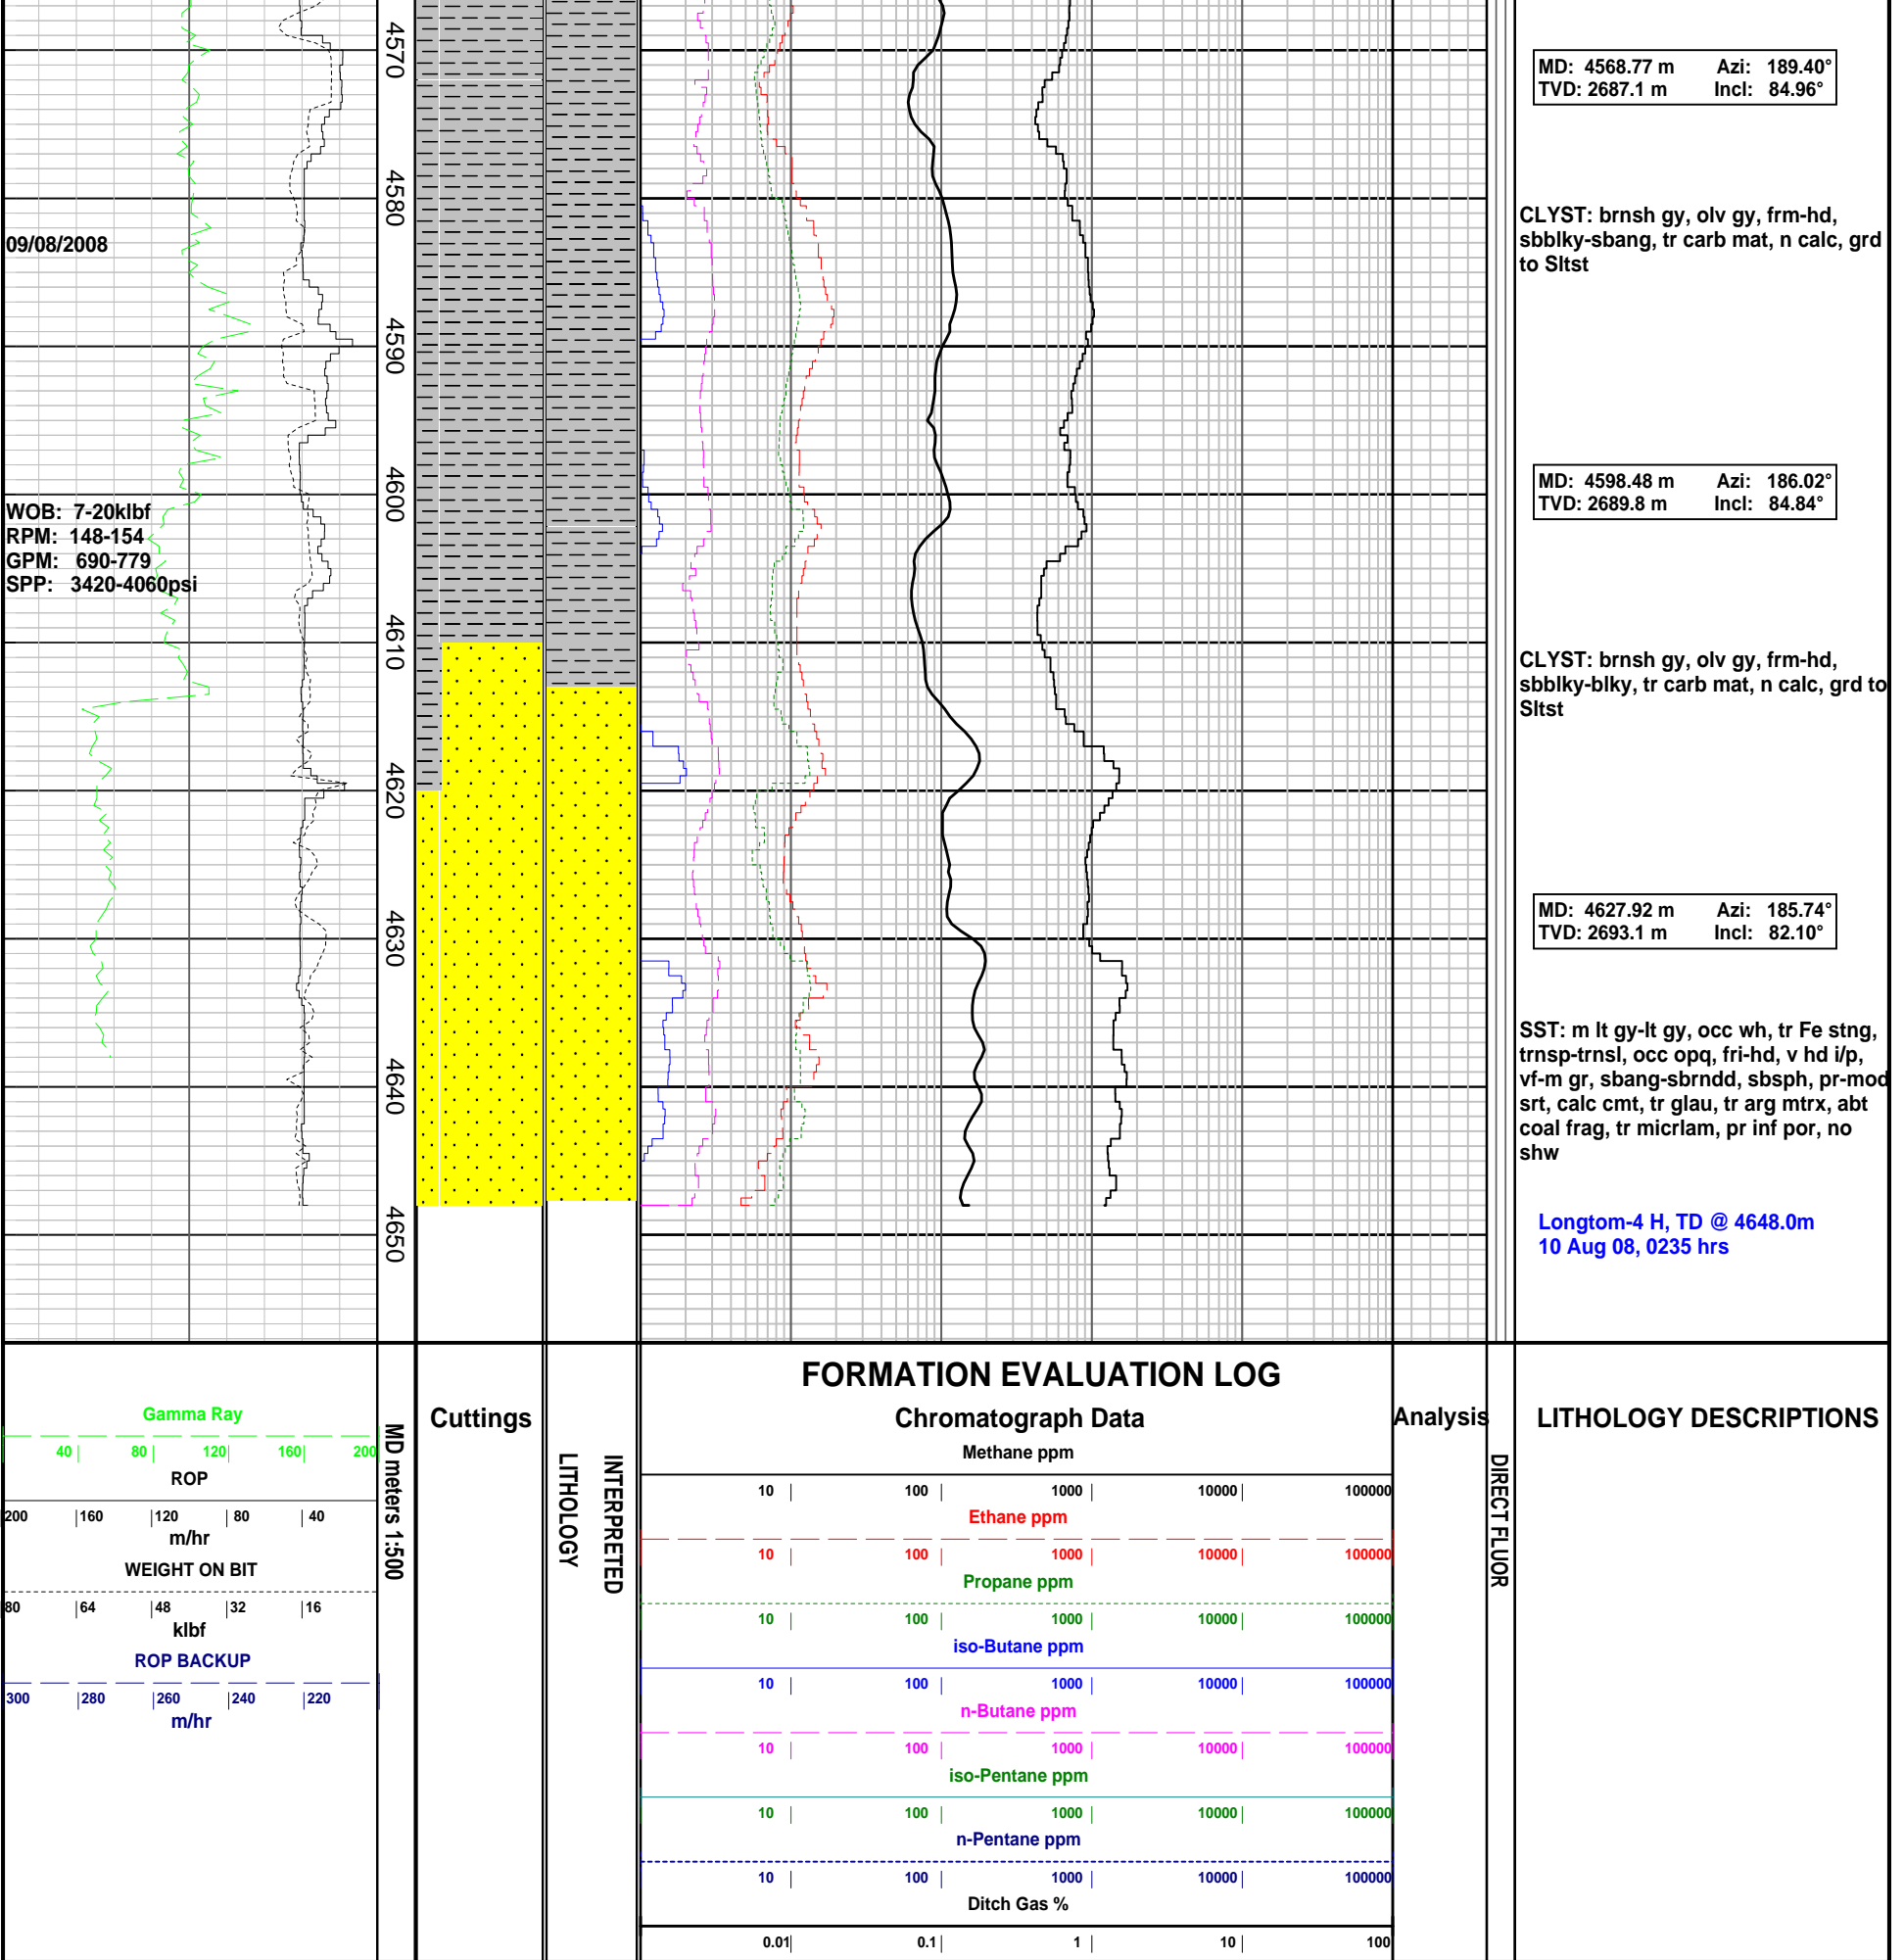 09/08/2008
WOB: 7-20klbf
RPM: 148-154
GPM: 690-779
SPP: 3420-4060psi
4570
4580
4590
4600
4610
4620
4630
4640
4650
MD: 4568.77 m Azi: 189.40°
TVD: 2687.1 m Incl: 84.96°
CLYST: brnsh gy, olv gy, frm-hd,
sbblky-sbang, tr carb mat, n calc, grd
to Sltst
MD: 4598.48 m Azi: 186.02°
TVD: 2689.8 m Incl: 84.84°
CLYST: brnsh gy, olv gy, frm-hd,
sbblky-blky, tr carb mat, n calc, grd to
Sltst
MD: 4627.92 m Azi: 185.74°
TVD: 2693.1 m Incl: 82.10°
SST: m lt gy-lt gy, occ wh, tr Fe stng,
trnsp-trnsl, occ opq, fri-hd, v hd i/p,
vf-m gr, sbang-sbrndd, sbsph, pr-mod
srt, calc cmt, tr glau, tr arg mtrx, abt
coal frag, tr micrlam, pr inf por, no
shw
Longtom-4 H, TD @ 4648.0m
10 Aug 08, 0235 hrs
Gamma Ray
40 80 120 160 200
ROP
200 160 120 80 40
m/hr
WEIGHT ON BIT
80 64 48 32 16
klbf
ROP BACKUP
300 280 260 240 220
m/hr
MD meters 1:500
Cuttings
INTERPRETED
LITHOLOGY
FORMATION EVALUATION LOG
Chromatograph Data
Methane ppm
10 100 1000 10000 100000
Ethane ppm
10 100 1000 10000 100000
Propane ppm
10 100 1000 10000 100000
iso-Butane ppm
10 100 1000 10000 100000
n-Butane ppm
10 100 1000 10000 100000
iso-Pentane ppm
10 100 1000 10000 100000
n-Pentane ppm
10 100 1000 10000 100000
Ditch Gas %
0.01 0.1 1 10 100
Analysis
DIRECT FLUOR
LITHOLOGY DESCRIPTIONS